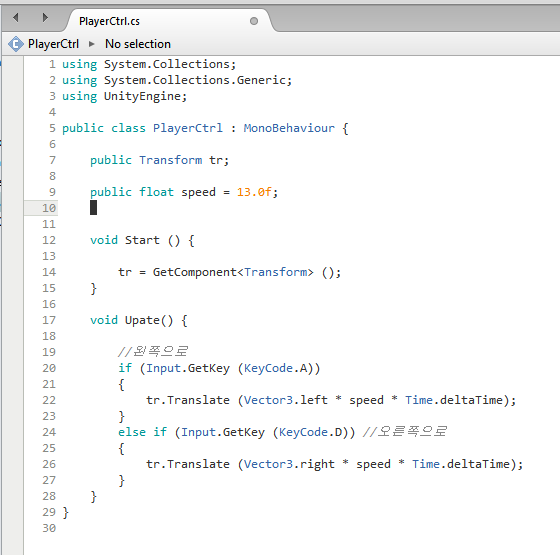 PlayerCtrl.cs
PlayerCtrl ▸ No selection
1 using System.Collections;
2 using System.Collections.Generic;
3 using UnityEngine;
4
5 public class PlayerCtrl : MonoBehaviour {
6
7 public Transform tr;
8
9 public float speed = 13.0f;
10
11
12 void Start () {
13
14 tr = GetComponent<Transform> ();
15 }
16
17 void Upate() {
18
19 //왼쪽으로
20 if (Input.GetKey (KeyCode.A))
21 {
22 tr.Translate (Vector3.left * speed * Time.deltaTime);
23 }
24 else if (Input.GetKey (KeyCode.D)) //오른쪽으로
25 {
26 tr.Translate (Vector3.right * speed * Time.deltaTime);
27 }
28 }
29 }
30